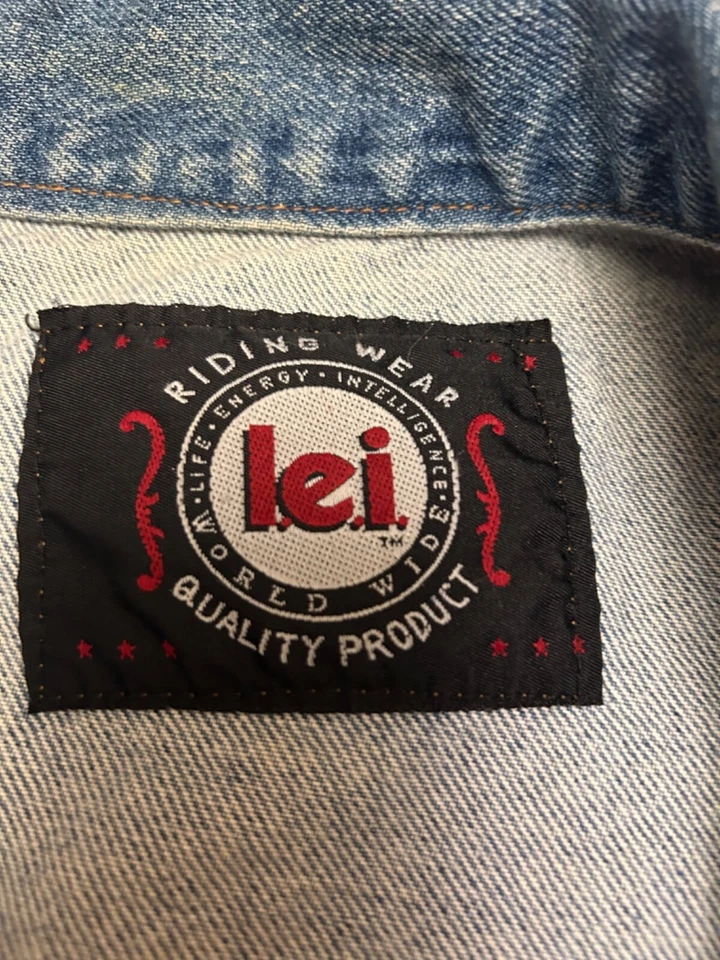 RIDING WEAR
LIFE · ENERGY · INTELLIGENCE ·
l.e.i.
TM
WORLD WIDE
QUALITY PRODUCT